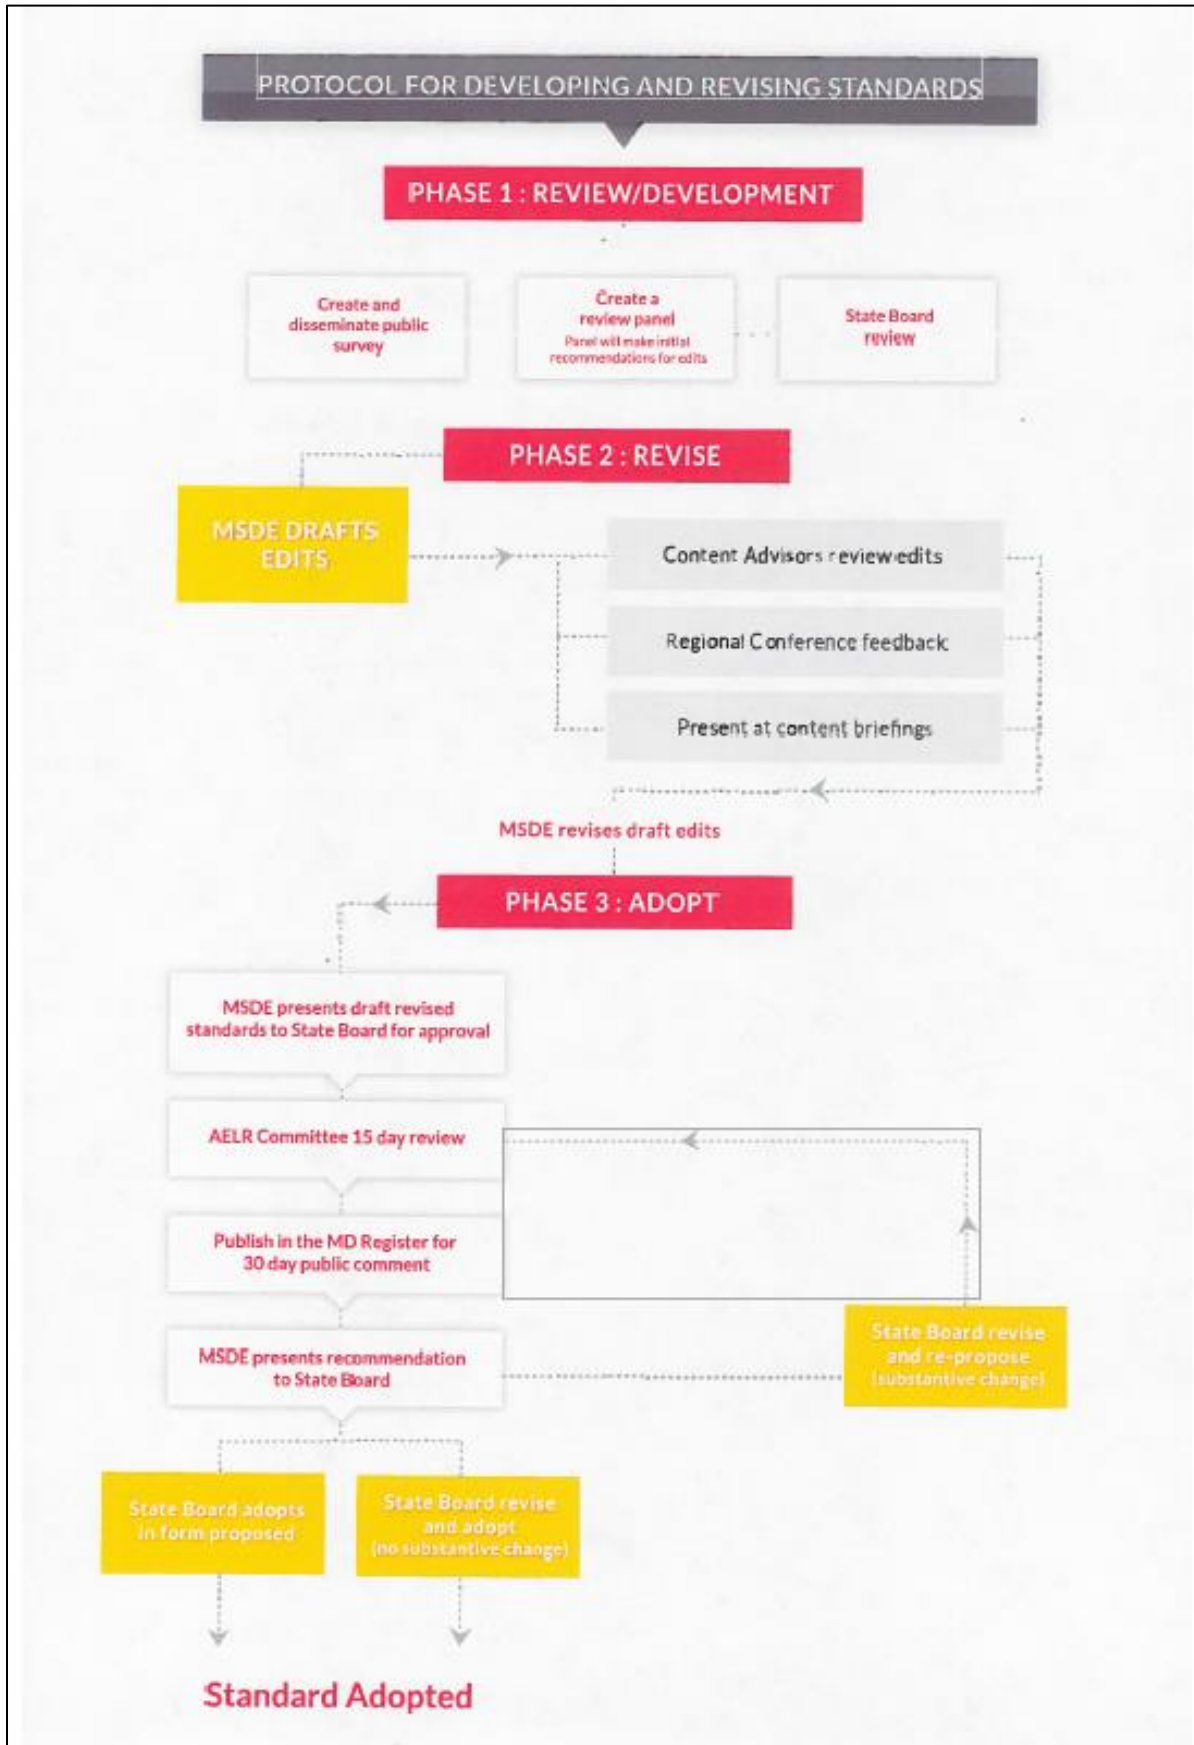 PROTOCOL FOR DEVELOPING AND REVISING STANDARDS
PHASE 1 : REVIEW/DEVELOPMENT
Create and
disseminate public
survey
Create a
review panel
Panel will make initial
recommendations for edits
State Board
review
PHASE 2 : REVISE
MSDE DRAFTS
EDITS
Content Advisors review edits
Regional Conference feedback
Present at content briefings
MSDE revises draft edits
PHASE 3 : ADOPT
MSDE presents draft revised
standards to State Board for approval
AELR Committee 15 day review
Publish in the MD Register for
30 day public comment
MSDE presents recommendation
to State Board
State Board revise
and re-propose
(substantive change)
State Board adopts
in form proposed
State Board revise
and adopt
(no substantive change)
Standard Adopted